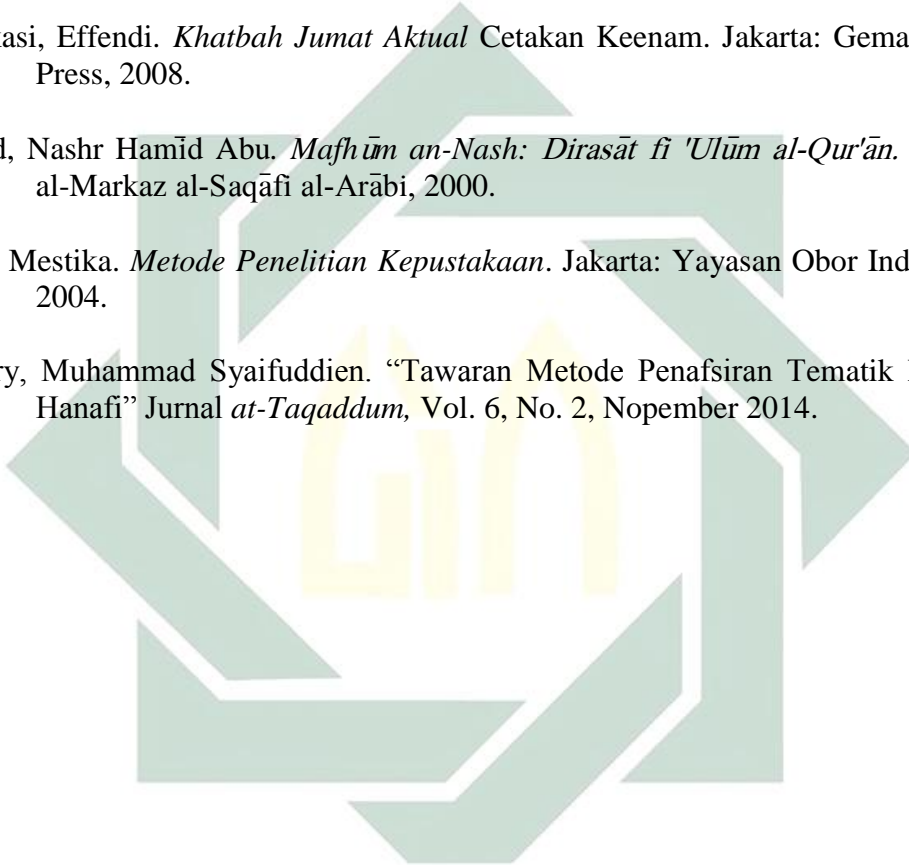 kasi, Effendi. Khatbah Jumat Aktual Cetakan Keenam. Jakarta: Gema
Press, 2008.
d, Nashr Hamīd Abu. Mafhūm an-Nash: Dirasāt fi 'Ulūm al-Qur'ān.
al-Markaz al-Saqāfi al-Arābi, 2000.
Mestika. Metode Penelitian Kepustakaan. Jakarta: Yayasan Obor Ind
2004.
ry, Muhammad Syaifuddien. “Tawaran Metode Penafsiran Tematik
Hanafi” Jurnal at-Taqaddum, Vol. 6, No. 2, Nopember 2014.